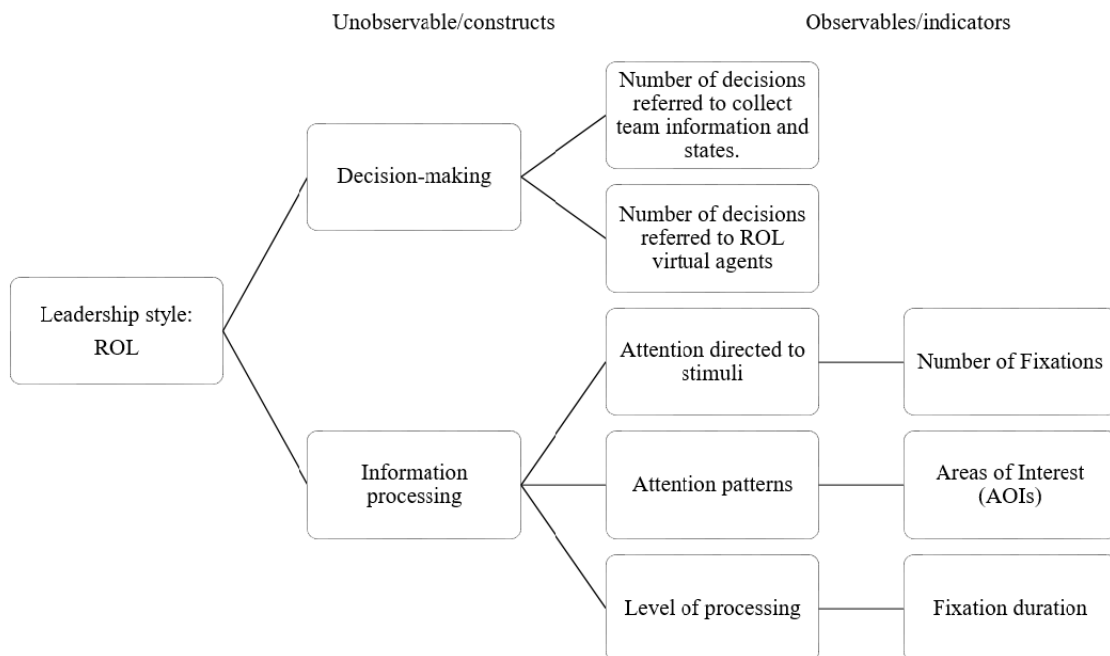 Unobservable/constructs
Observables/indicators
Number of decisions
referred to collect
team information and
states.
Decision-making
Number of decisions
referred to ROL
virtual agents
Leadership style:
ROL
Attention directed to
stimuli
Number of Fixations
Information
processing
Attention patterns
Areas of Interest
(AOIs)
Level of processing
Fixation duration